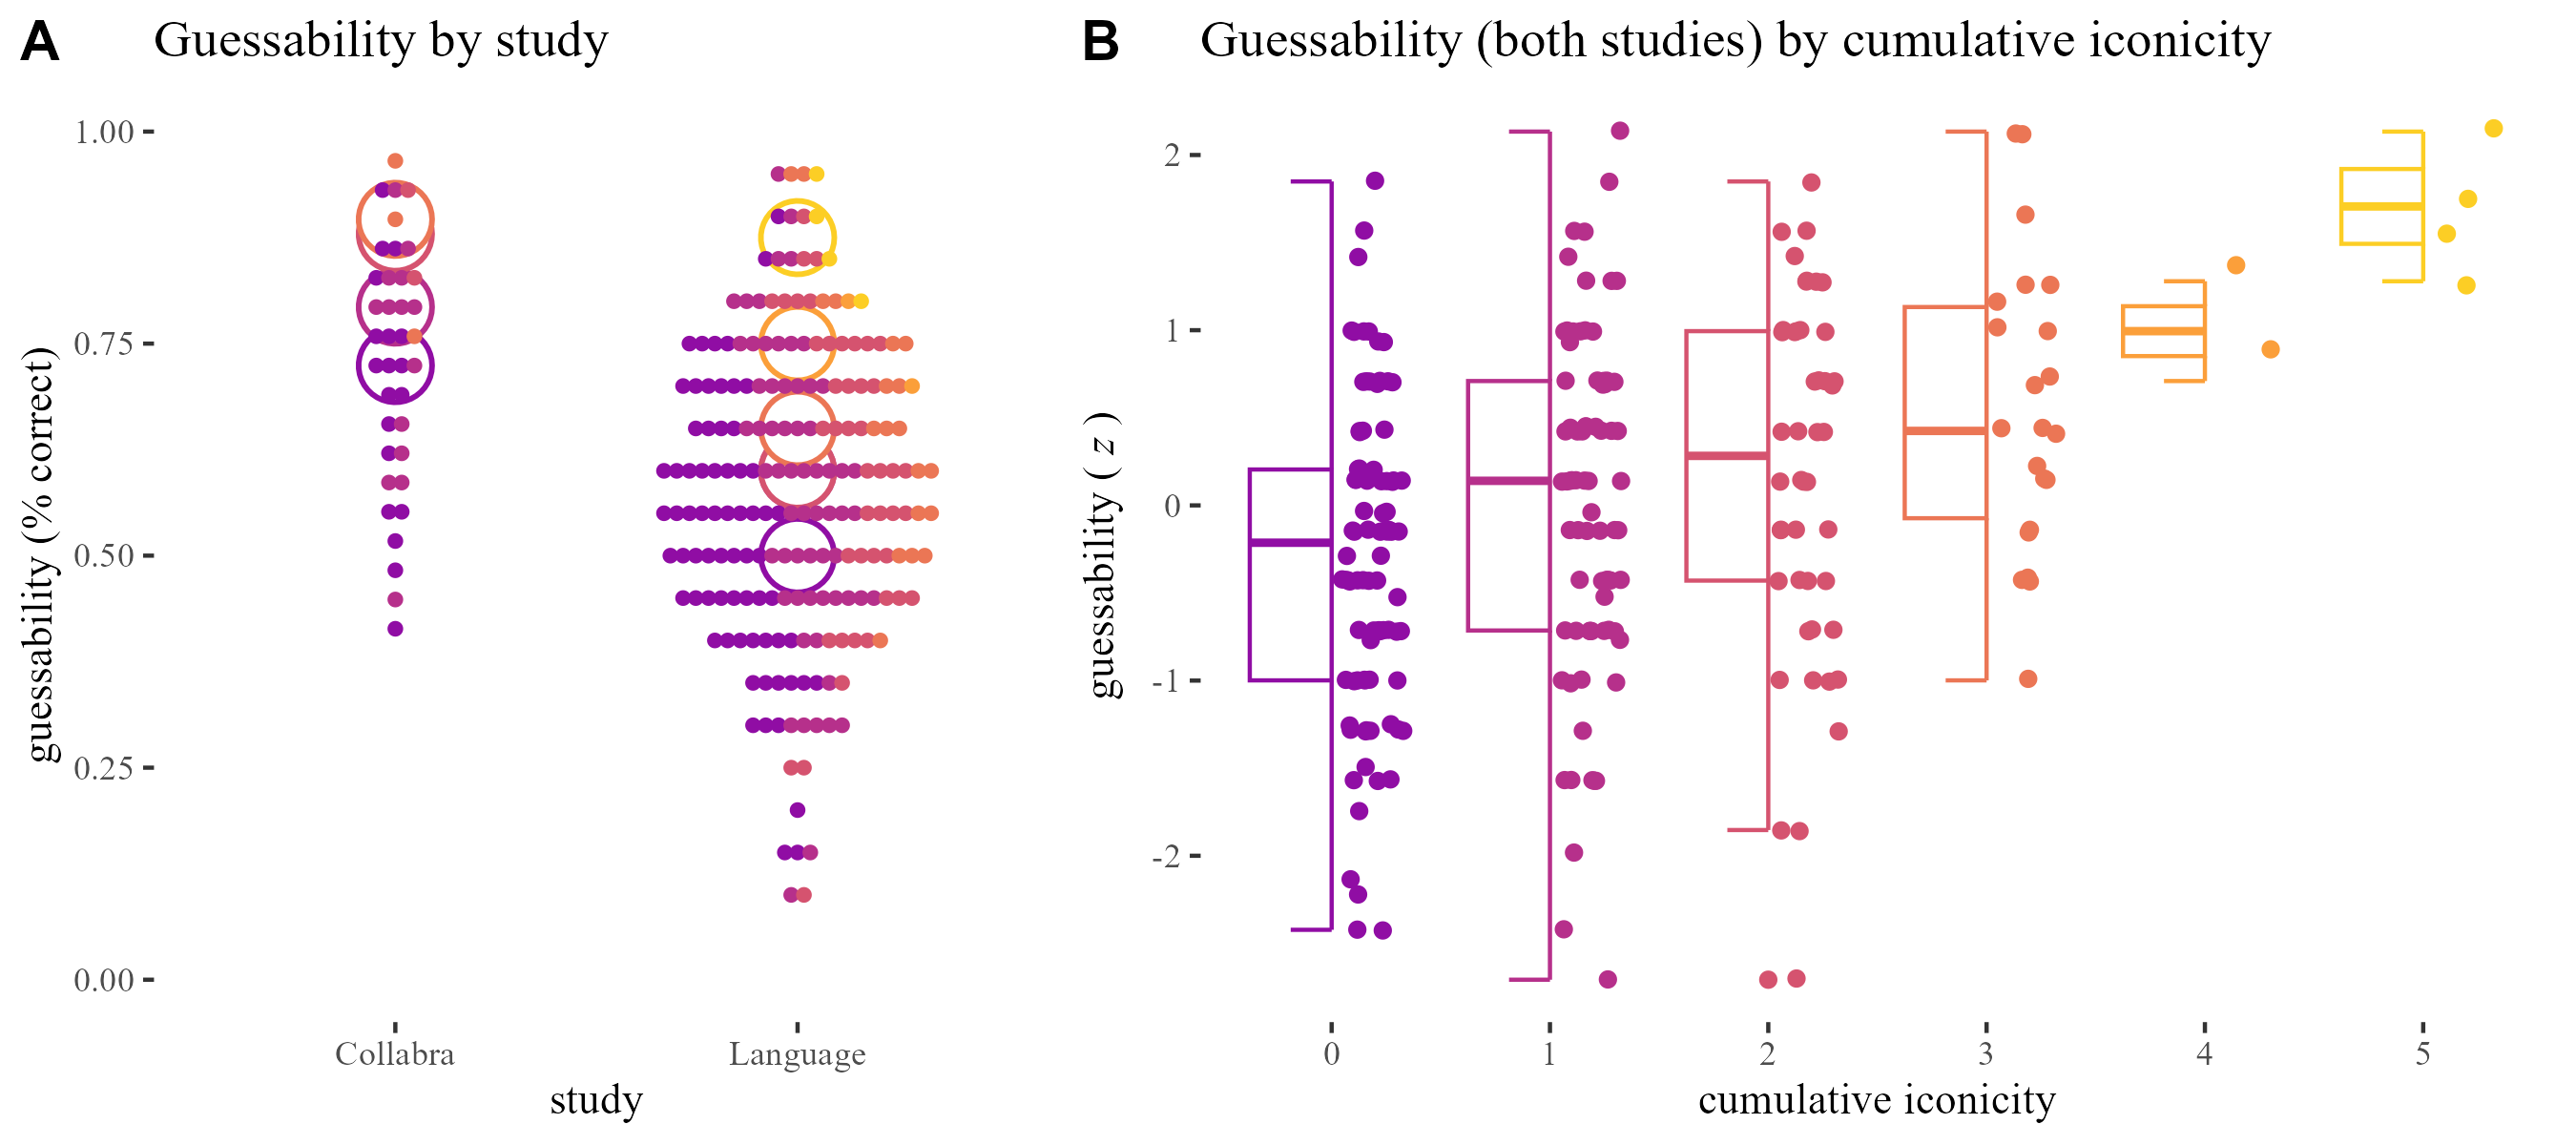 A Guessability by study
guessability (% correct)
1.00
0.75
0.50
0.25
0.00
Collabra Language
study
B Guessability (both studies) by cumulative iconicity
guessability ( z )
2
1
0
-1
-2
0 1 2 3 4 5
cumulative iconicity